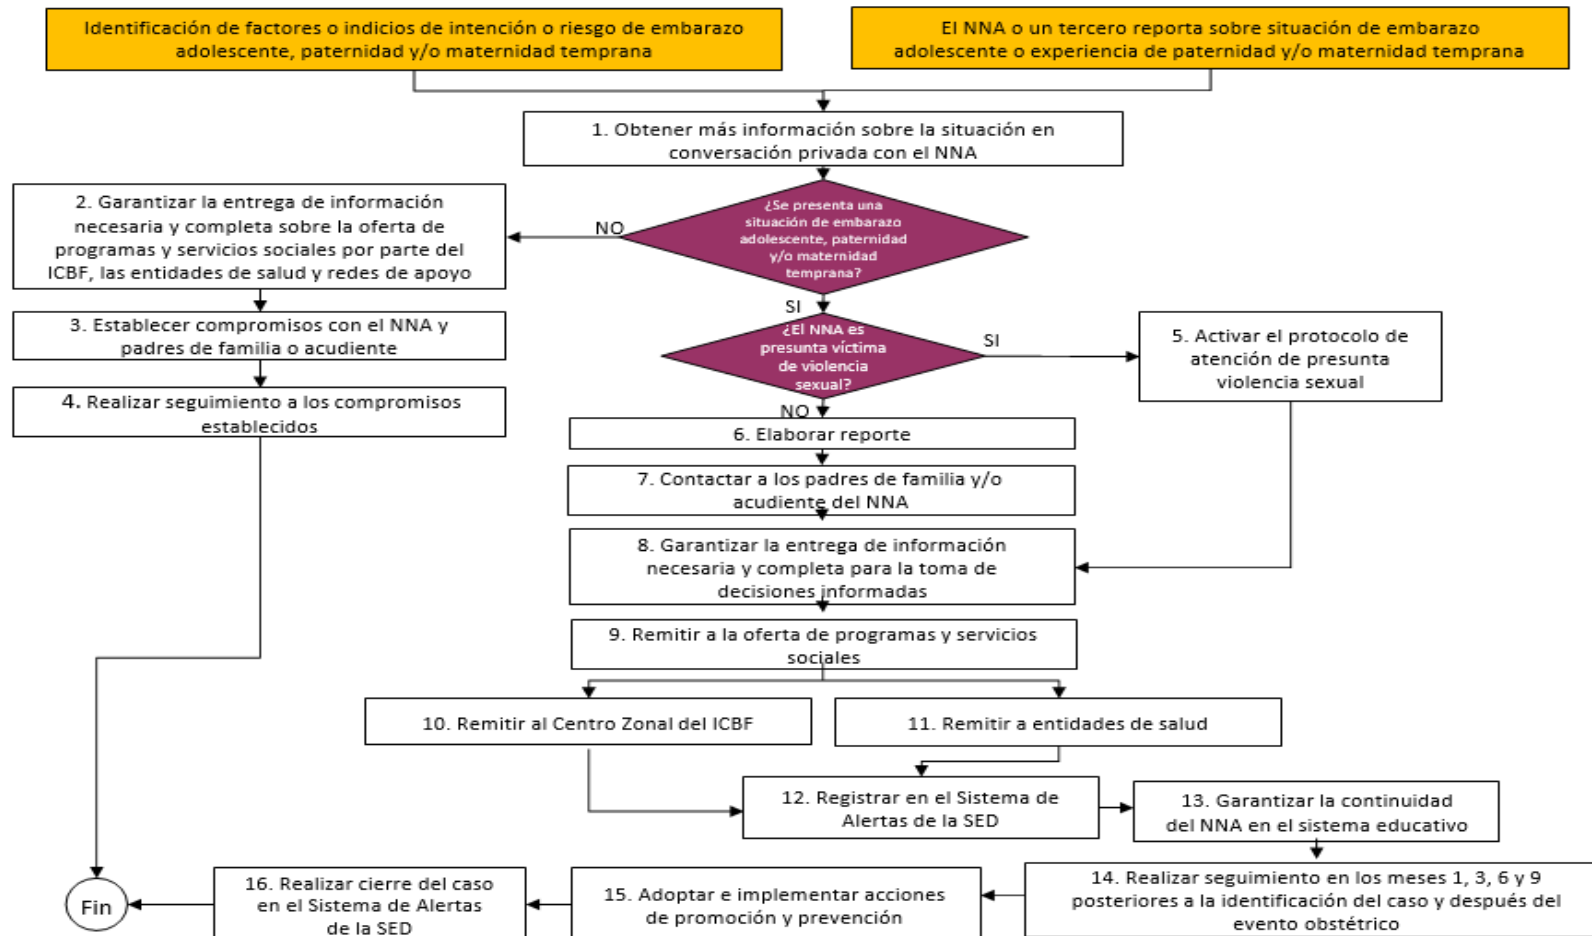 Identificación de factores o indicios de intención o riesgo de embarazo
adolescente, paternidad y/o maternidad temprana
El NNA o un tercero reporta sobre situación de embarazo
adolescente o experiencia de paternidad y/o maternidad temprana
1. Obtener más información sobre la situación en
conversación privada con el NNA
¿Se presenta una
situación de embarazo
adolescente, paternidad
y/o maternidad
temprana?
NO
2. Garantizar la entrega de información
necesaria y completa sobre la oferta de
programas y servicios sociales por parte del
ICBF, las entidades de salud y redes de apoyo
3. Establecer compromisos con el NNA y
padres de familia o acudiente
4. Realizar seguimiento a los compromisos
establecidos
SI
¿El NNA es
presunta víctima
de violencia
sexual?
SI
5. Activar el protocolo de
atención de presunta
violencia sexual
NO
6. Elaborar reporte
7. Contactar a los padres de familia y/o
acudiente del NNA
8. Garantizar la entrega de información
necesaria y completa para la toma de
decisiones informadas
9. Remitir a la oferta de programas y servicios
sociales
10. Remitir al Centro Zonal del ICBF
11. Remitir a entidades de salud
12. Registrar en el Sistema de
Alertas de la SED
13. Garantizar la continuidad
del NNA en el sistema educativo
14. Realizar seguimiento en los meses 1, 3, 6 y 9
posteriores a la identificación del caso y después del
evento obstétrico
15. Adoptar e implementar acciones
de promoción y prevención
16. Realizar cierre del caso
en el Sistema de Alertas
de la SED
Fin